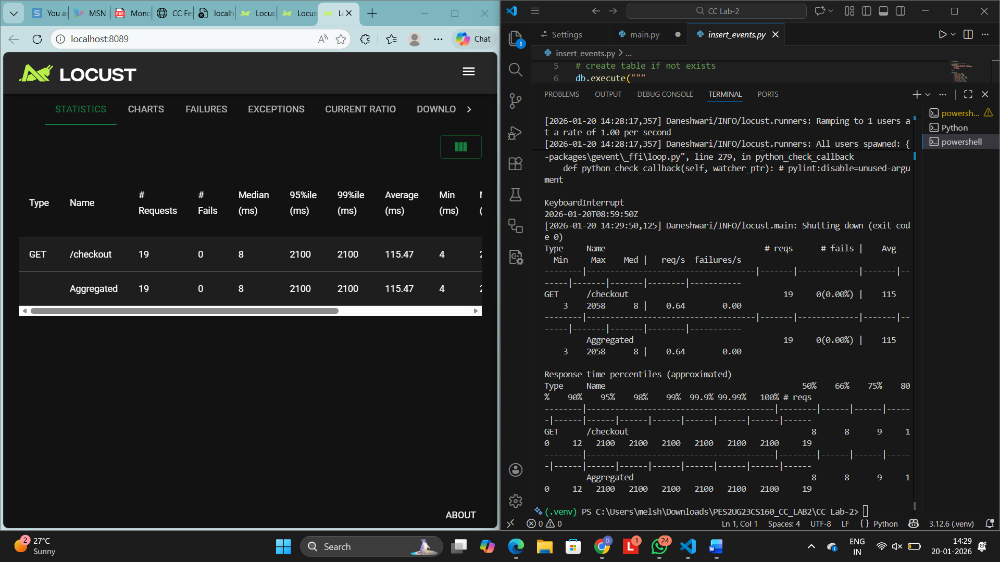 You a
MSN
Mono
CC Fe
localh
Locus
Locus
Lo
localhost:8089
Chat
LOCUST
STATISTICS CHARTS FAILURES EXCEPTIONS CURRENT RATIO DOWNLO
Type Name # Requests # Fails Median (ms) 95%ile (ms) 99%ile (ms) Average (ms) Min (ms)
GET /checkout 19 0 8 2100 2100 115.47 4
Aggregated 19 0 8 2100 2100 115.47 4
ABOUT
CC Lab-2
1
Settings main.py insert_events.py
insert_events.py > ...
5 # create table if not exists
6 db.execute("""
PROBLEMS OUTPUT DEBUG CONSOLE TERMINAL PORTS
powersh...
Python
powershell
[2026-01-20 14:28:17,357] Daneshwari/INFO/locust.runners: Ramping to 1 users a
t a rate of 1.00 per second
[2026-01-20 14:28:17,357] Daneshwari/INFO/locust.runners: All users spawned: {
-packages\gevent\_ffi\loop.py", line 279, in python_check_callback
    def python_check_callback(self, watcher_ptr): # pylint:disable=unused-argu
ment
KeyboardInterrupt
2026-01-20T08:59:50Z
[2026-01-20 14:29:50,125] Daneshwari/INFO/locust.main: Shutting down (exit cod
e 0)
Type     Name                                  # reqs      # fails |    Avg
  Min     Max    Med |   req/s  failures/s
--------|------------------------------------|-------|-------------|-------|--
-----|-------|-------|--------|-----------
GET      /checkout                                 19     0(0.00%) |    115
    3    2058      8 |    0.64        0.00
--------|------------------------------------|-------|-------------|-------|--
-----|-------|-------|--------|-----------
         Aggregated                                19     0(0.00%) |    115
    3    2058      8 |    0.64        0.00
Response time percentiles (approximated)
Type     Name                                          50%    66%    75%    80
%    90%    95%    98%    99%  99.9% 99.99%   100% # reqs
--------|----------------------------------------|--------|------|------|-----
-|------|------|------|------|------|------|------|------
GET      /checkout                                       8      8      9     1
0     12   2100   2100   2100   2100   2100   2100     19
--------|----------------------------------------|--------|------|------|-----
-|------|------|------|------|------|------|------|------
         Aggregated                                      8      8      9     1
0     12   2100   2100   2100   2100   2100   2100     19
(.venv) PS C:\Users\melsh\Downloads\PES2UG23CS160_CC_LAB2\CC Lab-2>
0 0 Ln 1, Col 1 Spaces: 4 UTF-8 LF { } Python 3.12.6 (.venv)
2
27°C
Sunny
Search
D
1
24
ENG
IN
14:29
20-01-2026